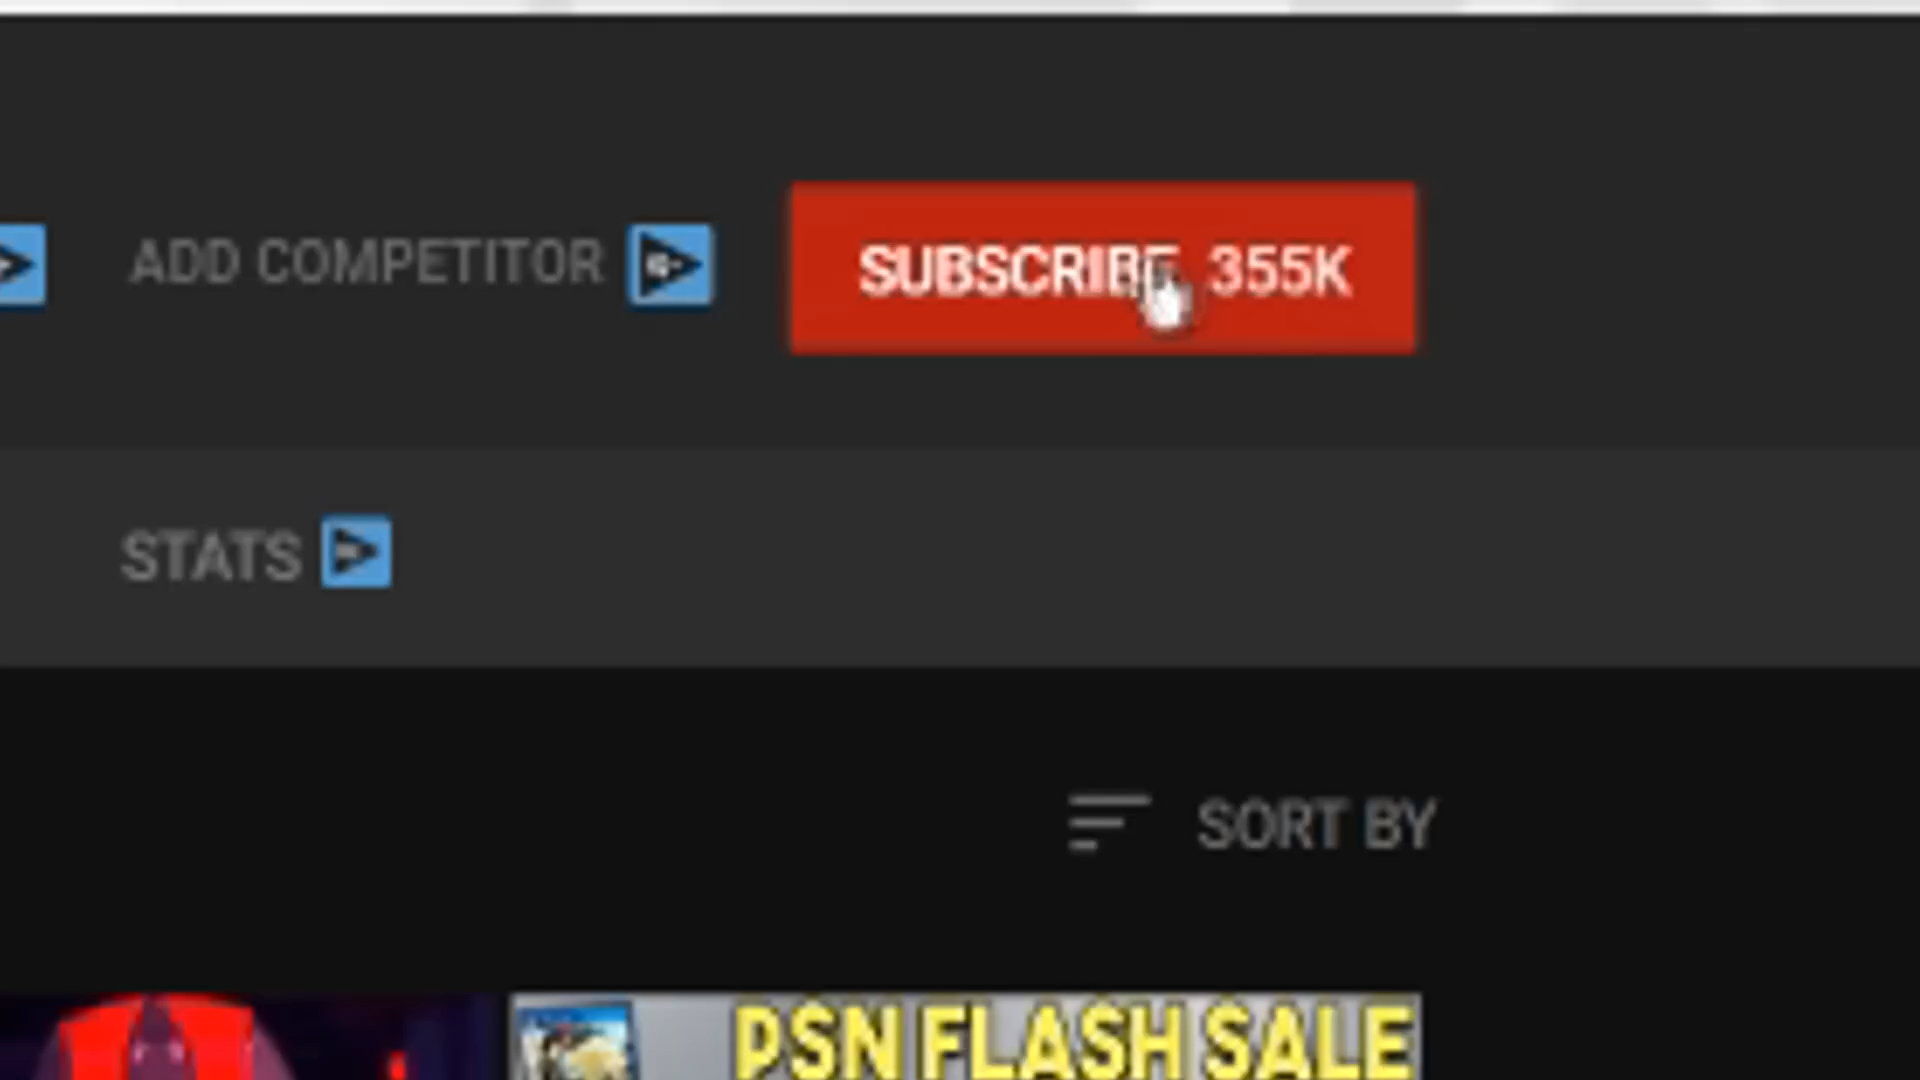 ADD COMPETITOR
SUBSCRIBE 355K
STATS
SORT BY
PSN FLASH SALE